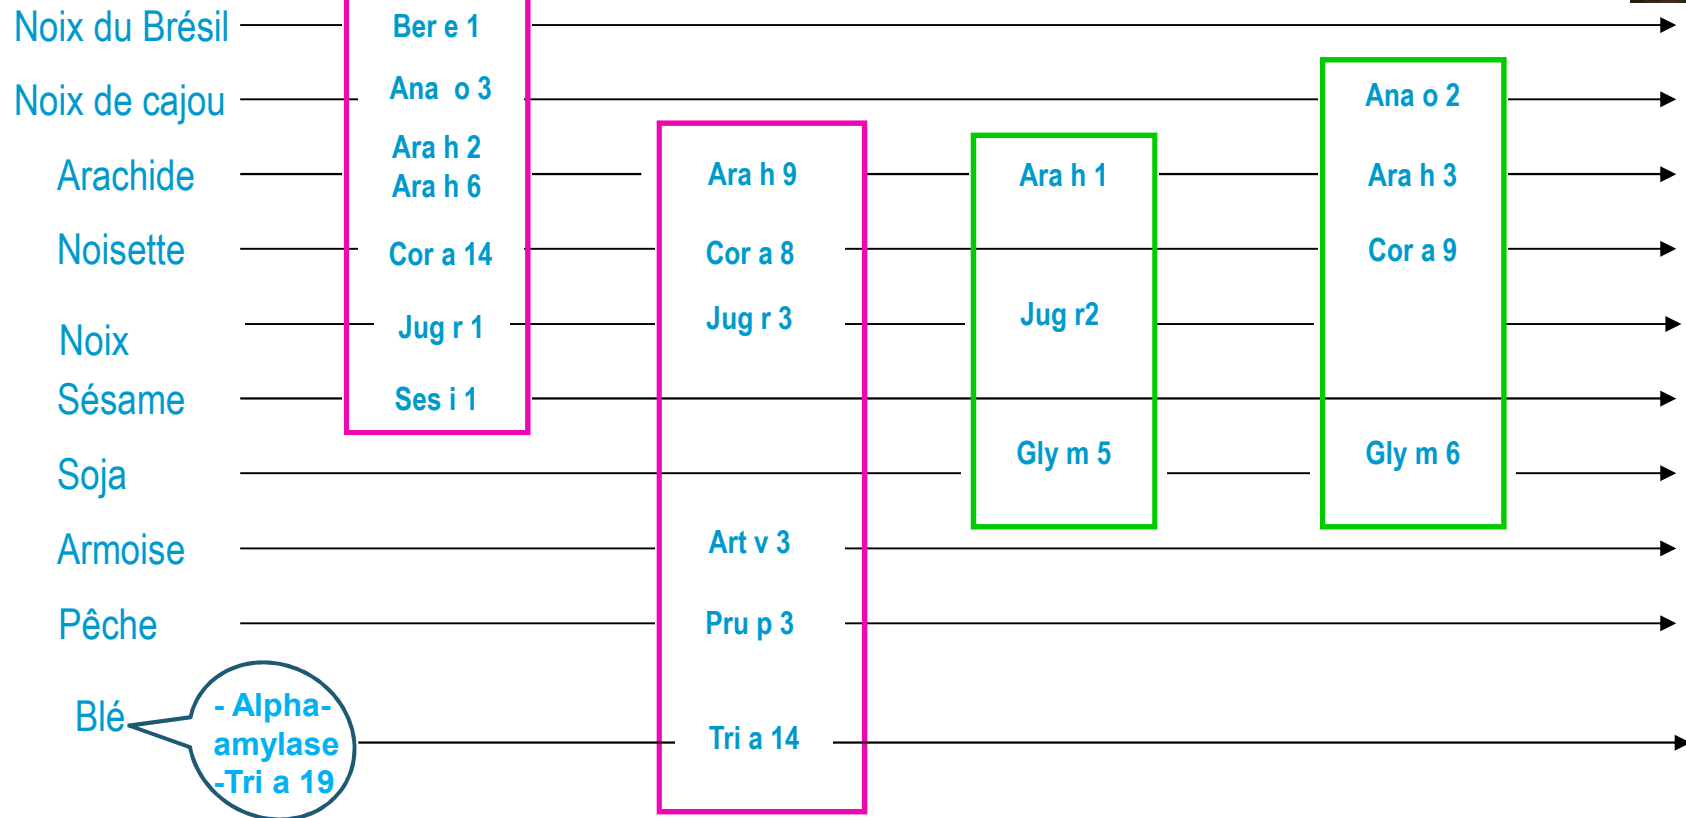 Noix du Brésil Ber e 1
Noix de cajou Ana o 3 Ana o 2
Ara h 2
Arachide Ara h 6 Ara h 9 Ara h 1 Ara h 3
Noisette Cor a 14 Cor a 8 Cor a 9
Noix Jug r 1 Jug r 3 Jug r2
Sésame Ses i 1
Soja Gly m 5 Gly m 6
Armoise Art v 3
Pêche Pru p 3
Blé - Alpha-
amylase Tri a 14
-Tri a 19